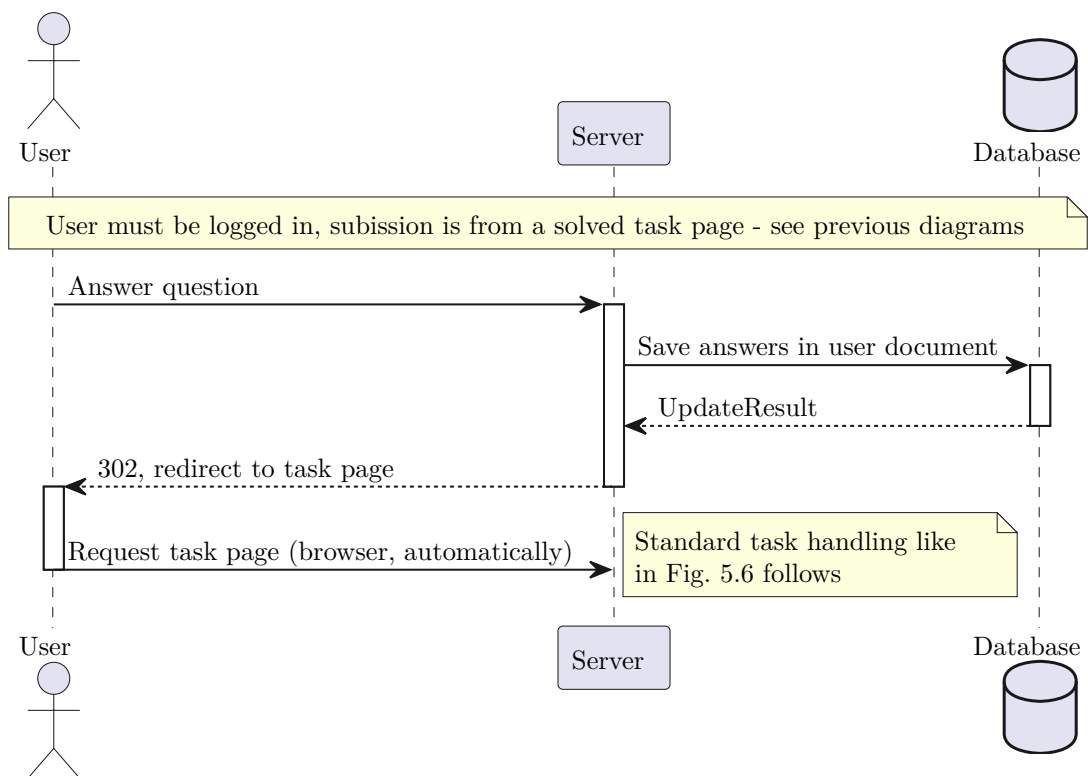 User
Server
Database
User must be logged in, subission is from a solved task page - see previous diagrams
Answer question
Save answers in user document
UpdateResult
302, redirect to task page
Request task page (browser, automatically)
Standard task handling like
in Fig. 5.6 follows
User
Server
Database